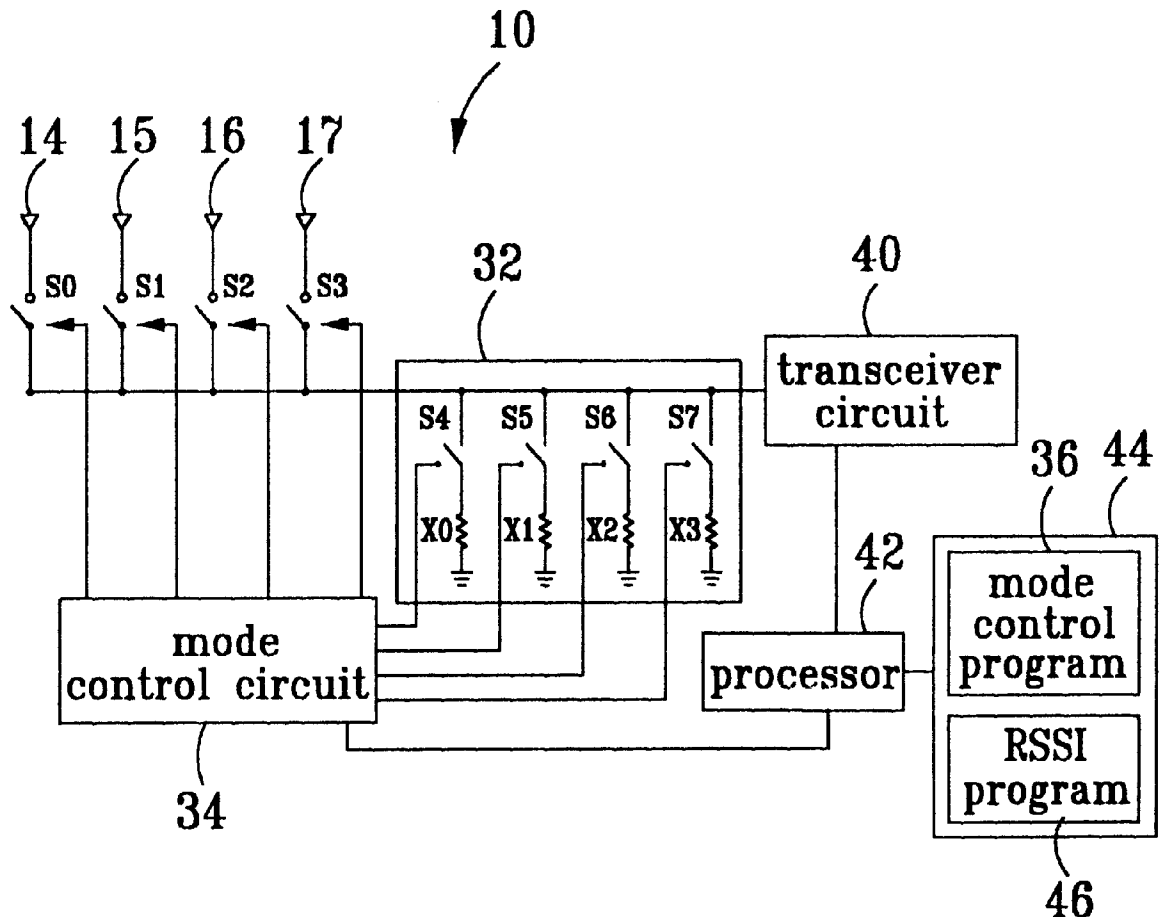 10
14 15 16 17
S0 S1 S2 S3
32
40
transceiver
circuit
S4 S5 S6 S7
X0 X1 X2 X3
36 44
42
mode
control
program
mode
control circuit
processor
RSSI
program
34
46